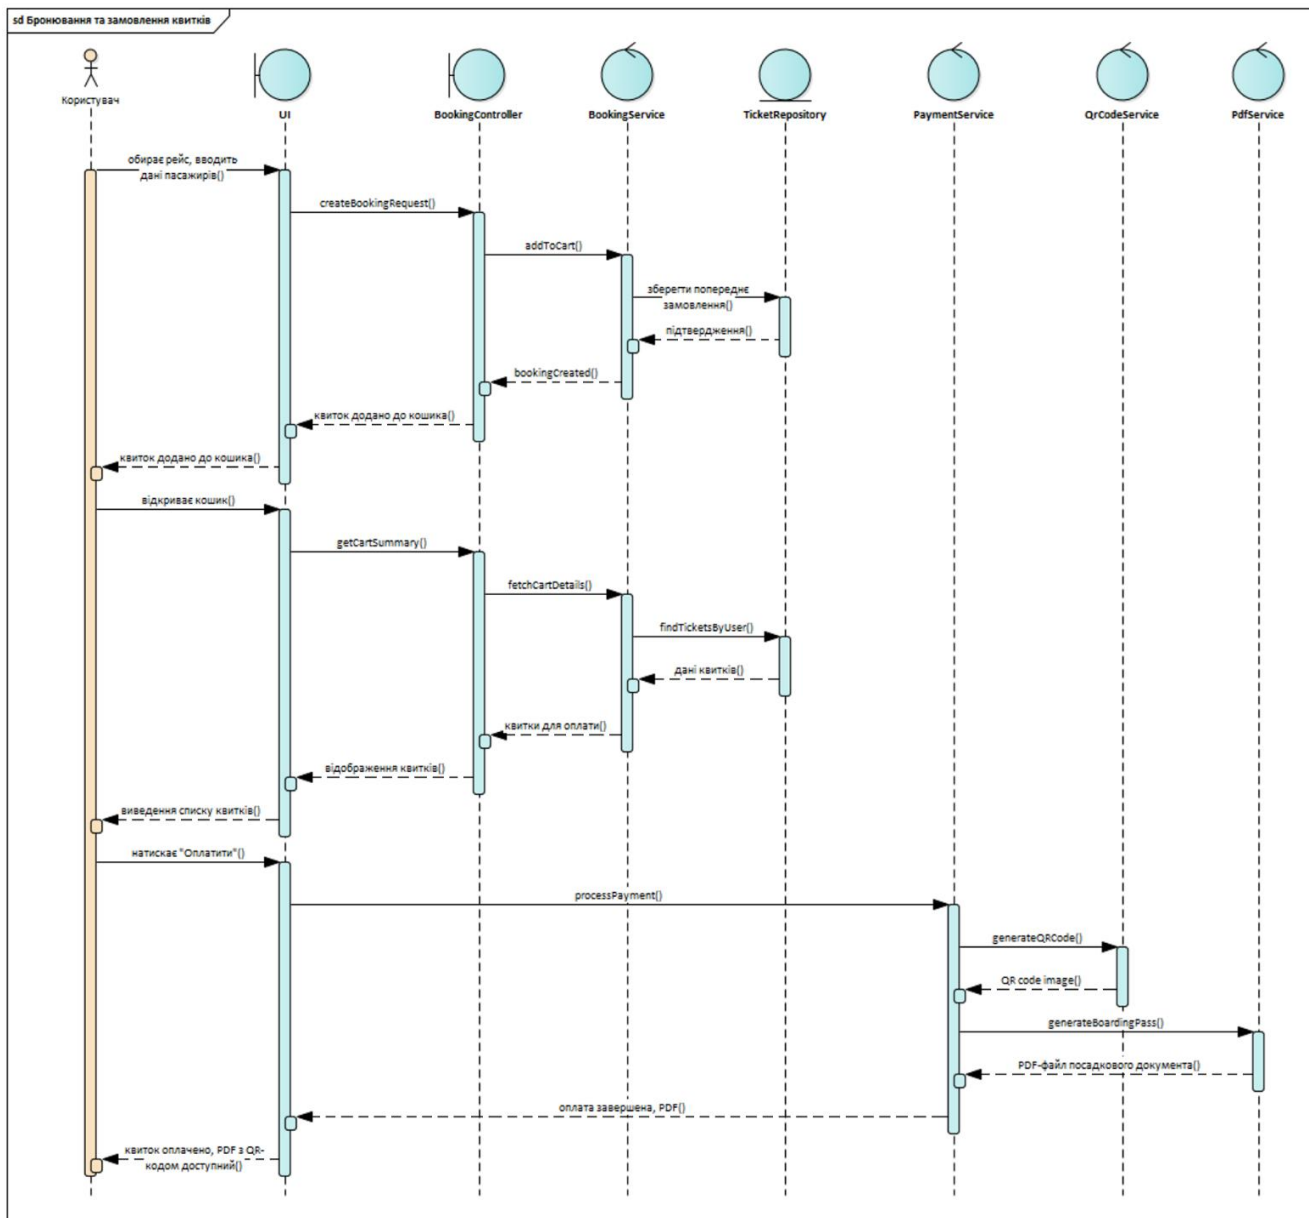 sd Бронювання та замовлення квитків
Користувач
UI
BookingController
BookingService
TicketRepository
PaymentService
QrCodeService
PdfService
обирає рейс, вводить
дані пасажирів()
createBookingRequest()
addToCart()
зберегти попереднє
замовлення()
підтвердження()
bookingCreated()
квиток додано до кошика()
квиток додано до кошика()
відкриває кошик()
getCartSummary()
fetchCartDetails()
findTicketsByUser()
дані квитків()
квитки для оплати()
відображення квитків()
виведення списку квитків()
натискає "Оплатити"()
processPayment()
generateQRCode()
QR code image()
generateBoardingPass()
PDF-файл посадкового документа()
оплата завершена, PDF()
квиток оплачено, PDF з QR-
кодом доступний()